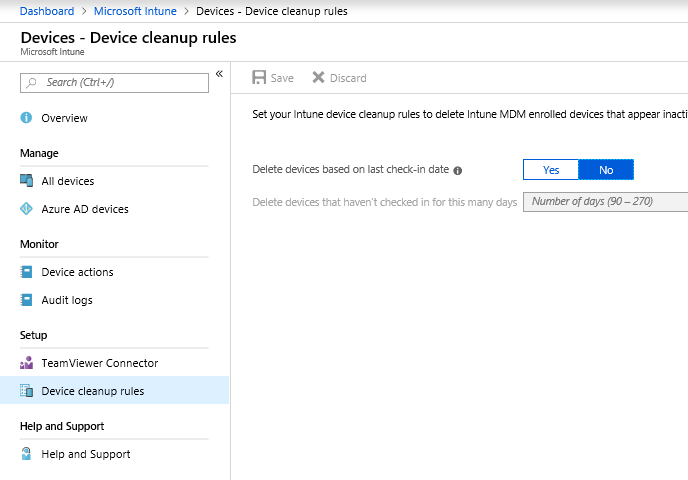 Dashboard > Microsoft Intune > Devices - Device cleanup rules
Devices - Device cleanup rules
Microsoft Intune
Search (Ctrl+/)
«
Overview
Manage
All devices
Azure AD devices
Monitor
Device actions
Audit logs
Setup
TeamViewer Connector
Device cleanup rules
Help and Support
Help and Support
Save Discard
Set your Intune device cleanup rules to delete Intune MDM enrolled devices that appear inacti
Delete devices based on last check-in date Yes No
Delete devices that haven't checked in for this many days Number of days (90 – 270)